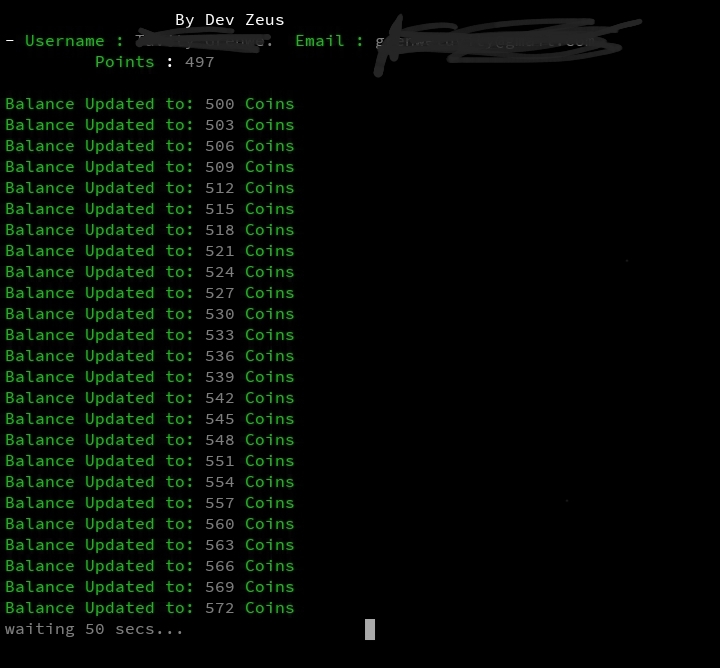 By Dev Zeus
- Username : Email :
Points : 497
Balance Updated to: 500 Coins
Balance Updated to: 503 Coins
Balance Updated to: 506 Coins
Balance Updated to: 509 Coins
Balance Updated to: 512 Coins
Balance Updated to: 515 Coins
Balance Updated to: 518 Coins
Balance Updated to: 521 Coins
Balance Updated to: 524 Coins
Balance Updated to: 527 Coins
Balance Updated to: 530 Coins
Balance Updated to: 533 Coins
Balance Updated to: 536 Coins
Balance Updated to: 539 Coins
Balance Updated to: 542 Coins
Balance Updated to: 545 Coins
Balance Updated to: 548 Coins
Balance Updated to: 551 Coins
Balance Updated to: 554 Coins
Balance Updated to: 557 Coins
Balance Updated to: 560 Coins
Balance Updated to: 563 Coins
Balance Updated to: 566 Coins
Balance Updated to: 569 Coins
Balance Updated to: 572 Coins
waiting 50 secs...